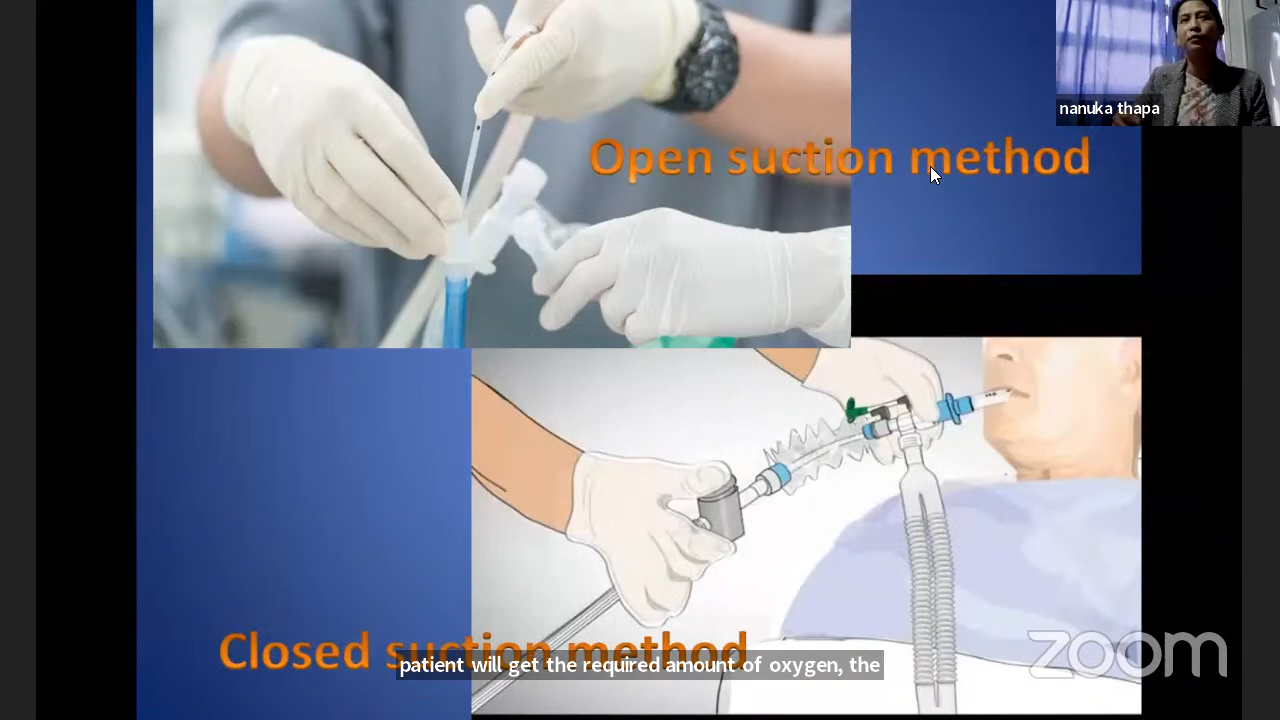 nanuka thapa
Open suction method
Closed suction method
patient will get the required amount of oxygen, the
zoom